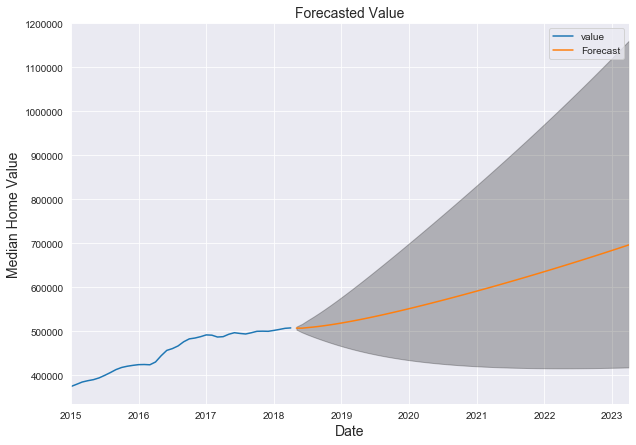 Forecasted Value
value
Forecast
1200000
1100000
1000000
900000
800000
700000
600000
500000
400000
Median Home Value
2015 2016 2017 2018 2019 2020 2021 2022 2023
Date